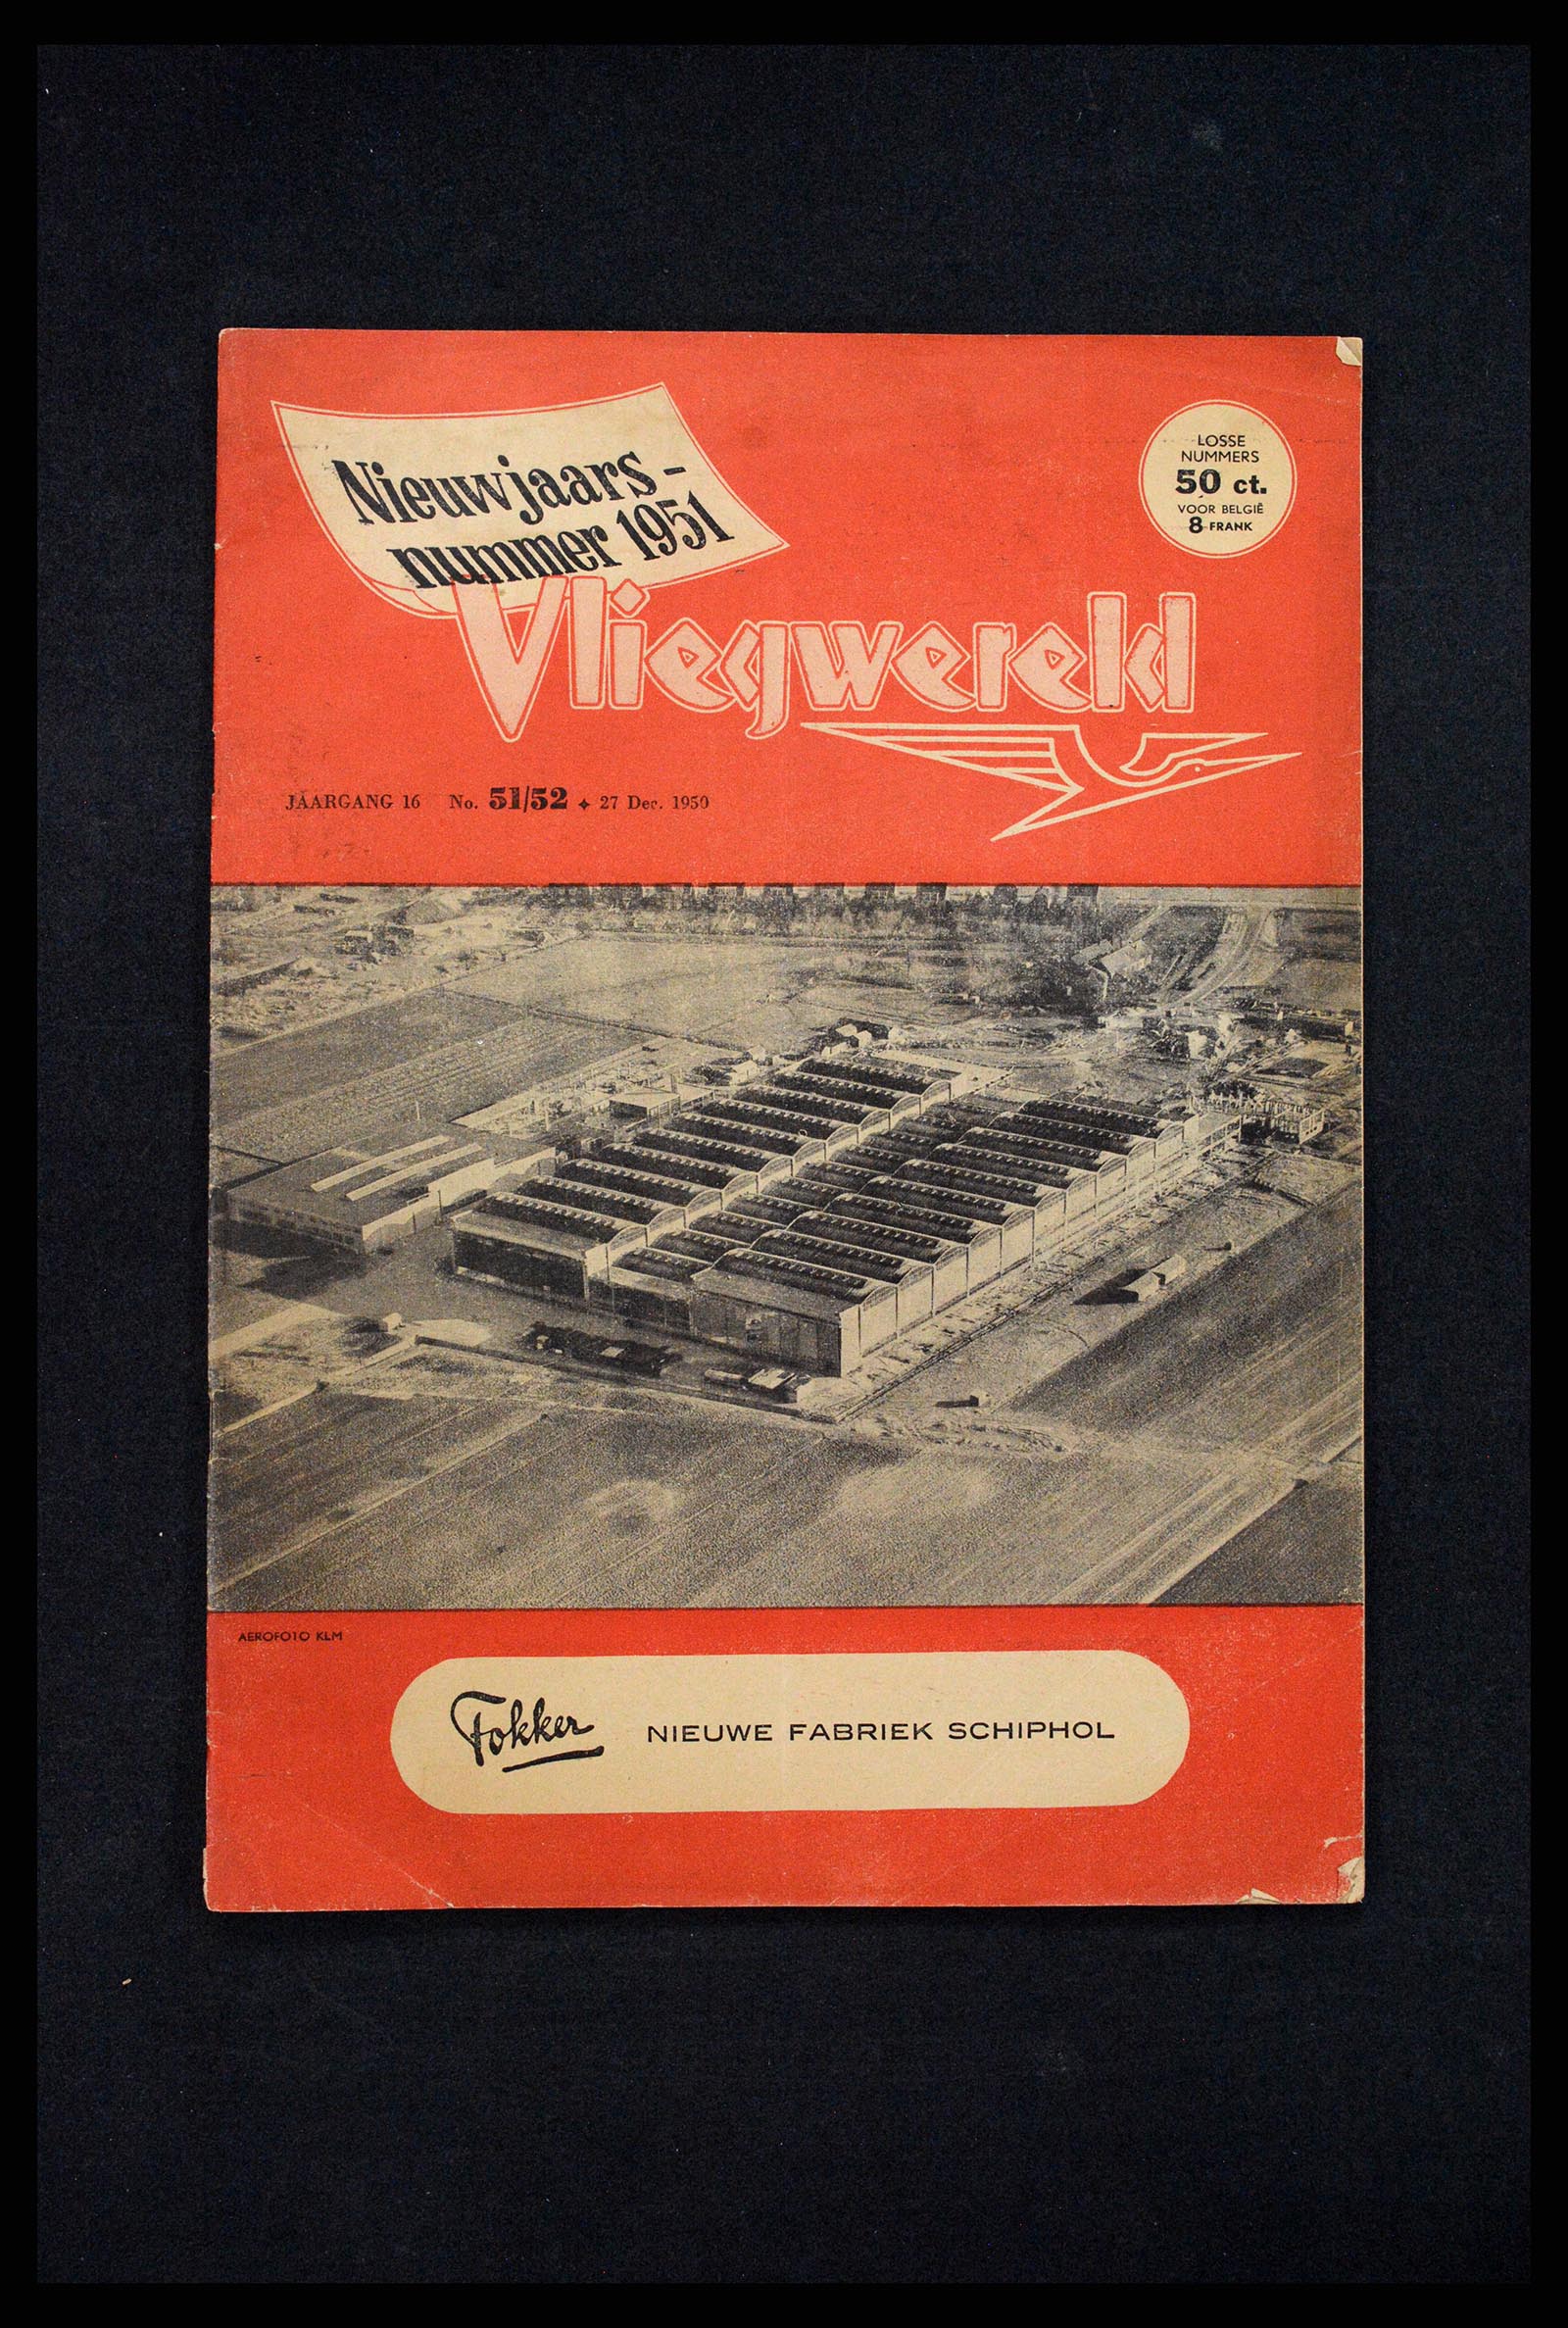 Nieuwjaars-
nummer 1951
LOSSE
NUMMERS
50 ct.
VOOR BELGIË
8 FRANK
Vliegwereld
JAARGANG 16 No. 51/52 ✦ 27 Dec. 1950
AEROFOTO KLM
Fokker NIEUWE FABRIEK SCHIPHOL